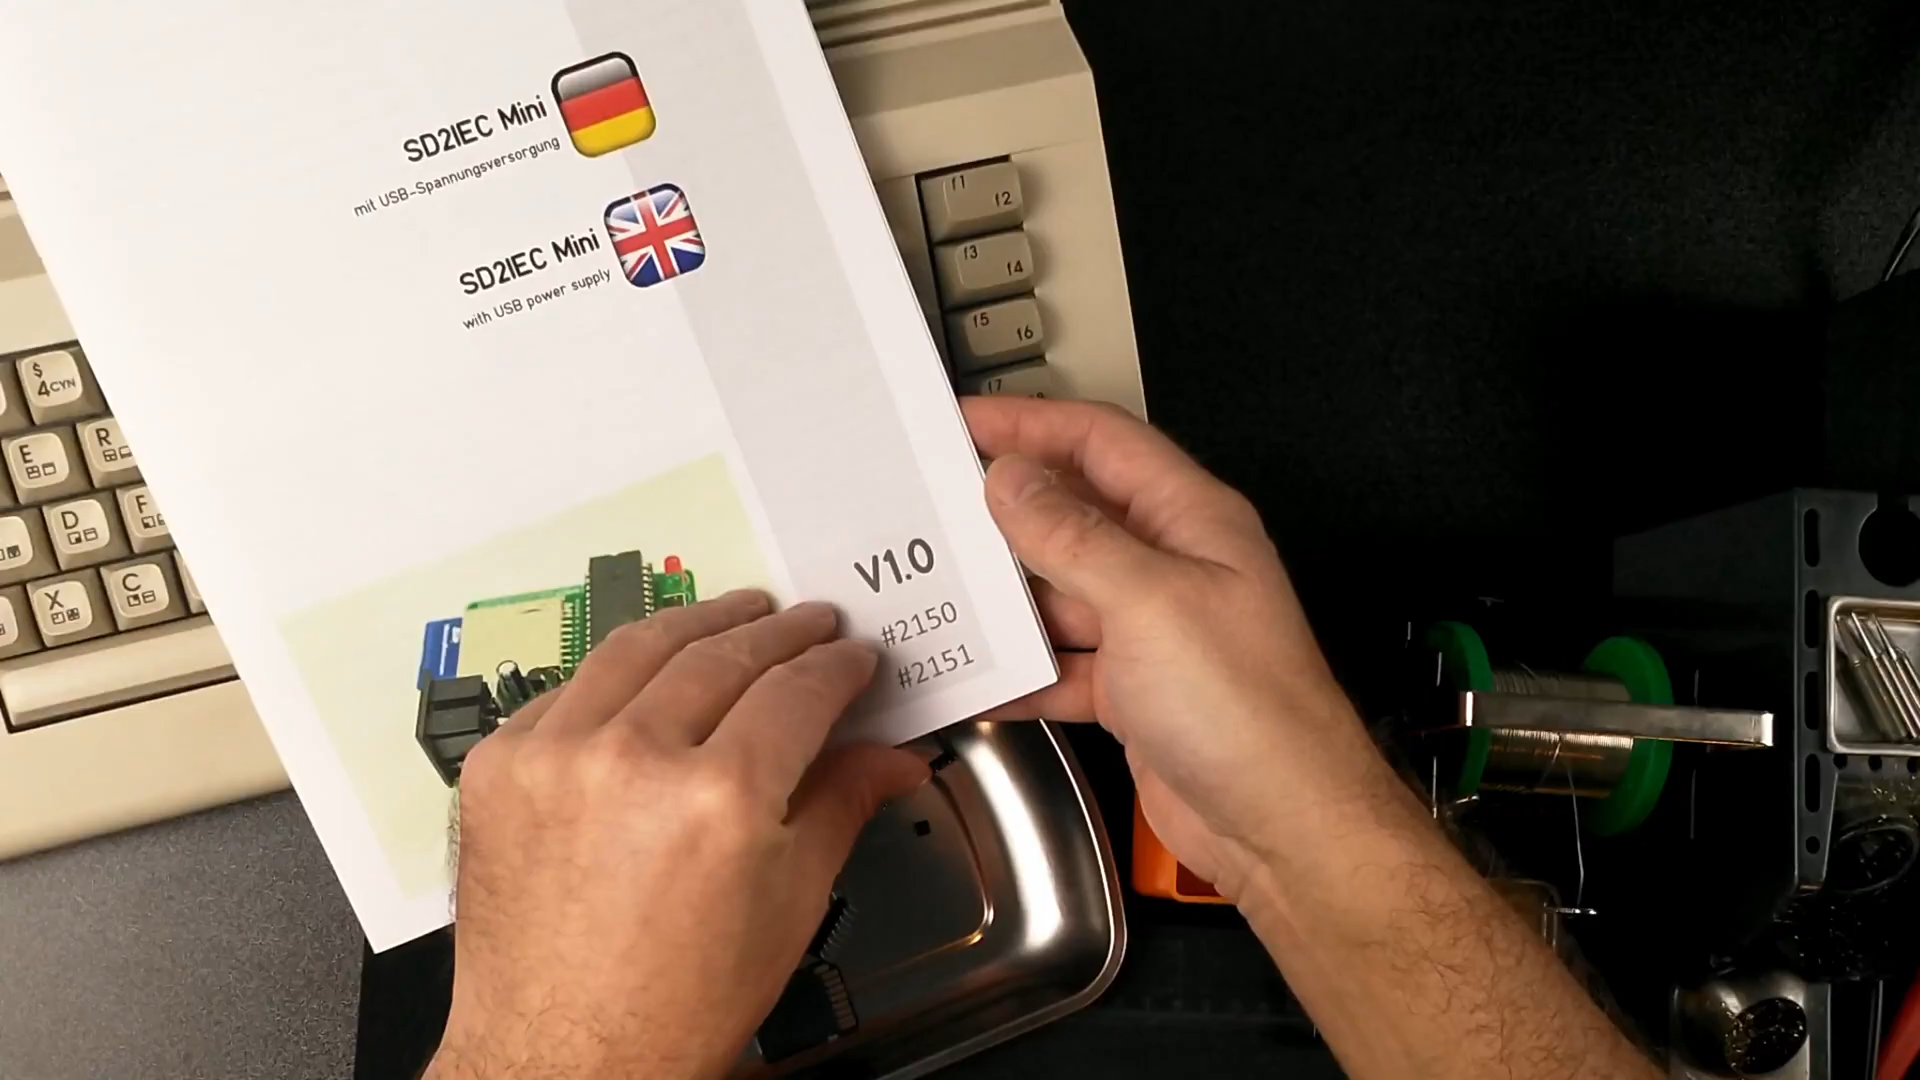 SD2IEC Mini
mit USB-Spannungsversorgung
SD2IEC Mini
with USB power supply
V1.0
#2150
#2151
f1
f2
f3
f4
f5
f6
f7
$
4 CYN
E
R
D
F
X
C